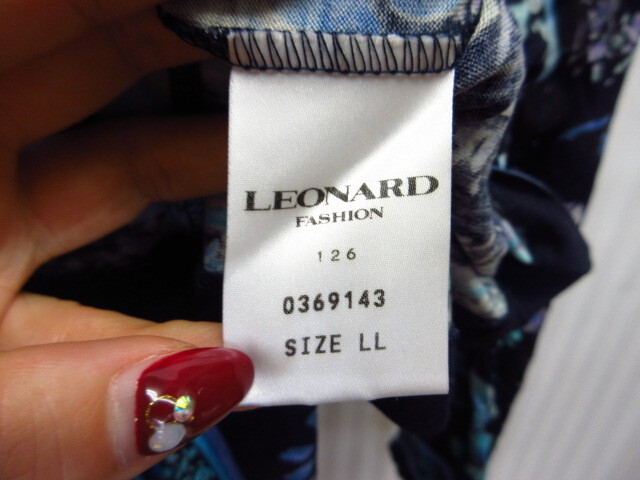 LEONARD
FASHION
126
0369143
SIZE LL